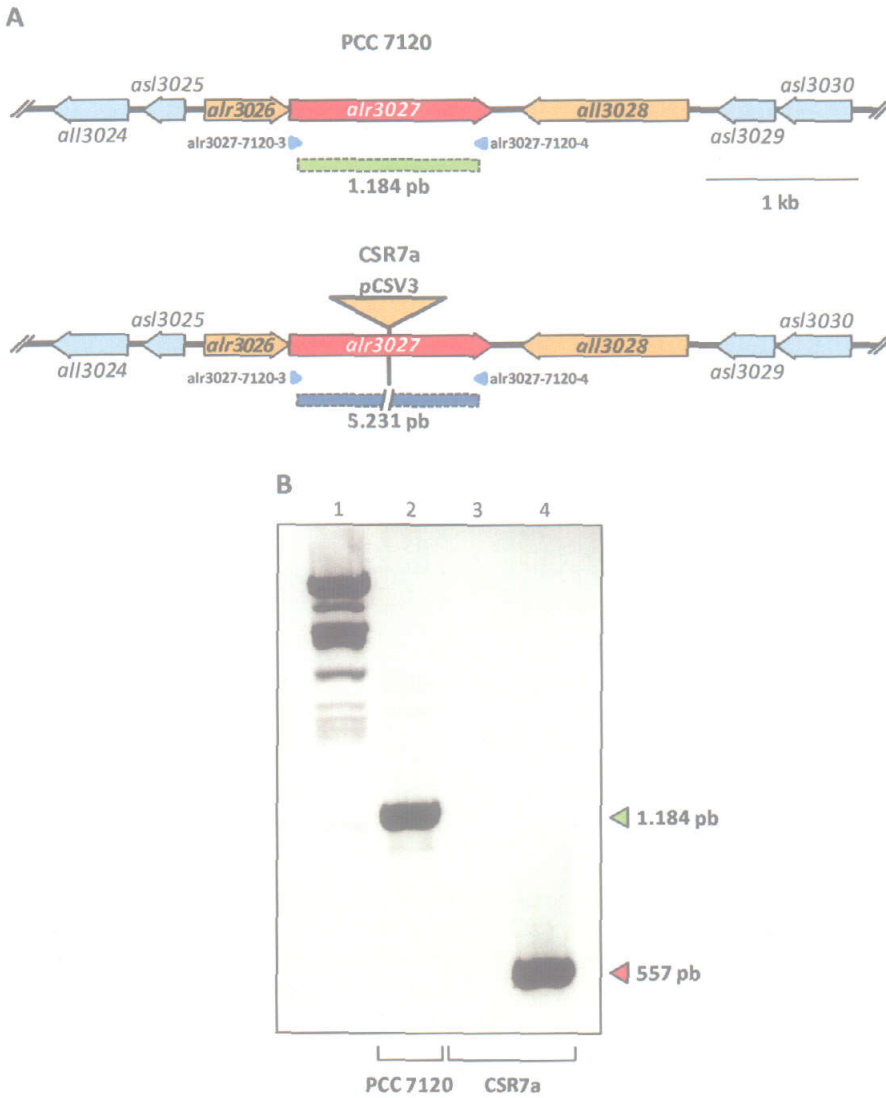 A
PCC 7120
asl3025
asl3030
alr3026
alr3027
all3028
all3024
asl3029
alr3027-7120-3
alr3027-7120-4
1.184 pb
1 kb
CSR7a
pCSV3
asl3025
asl3030
alr3026
alr3027
all3028
all3024
asl3029
alr3027-7120-3
alr3027-7120-4
5.231 pb
B
1 2 3 4
1.184 pb
557 pb
PCC 7120 CSR7a